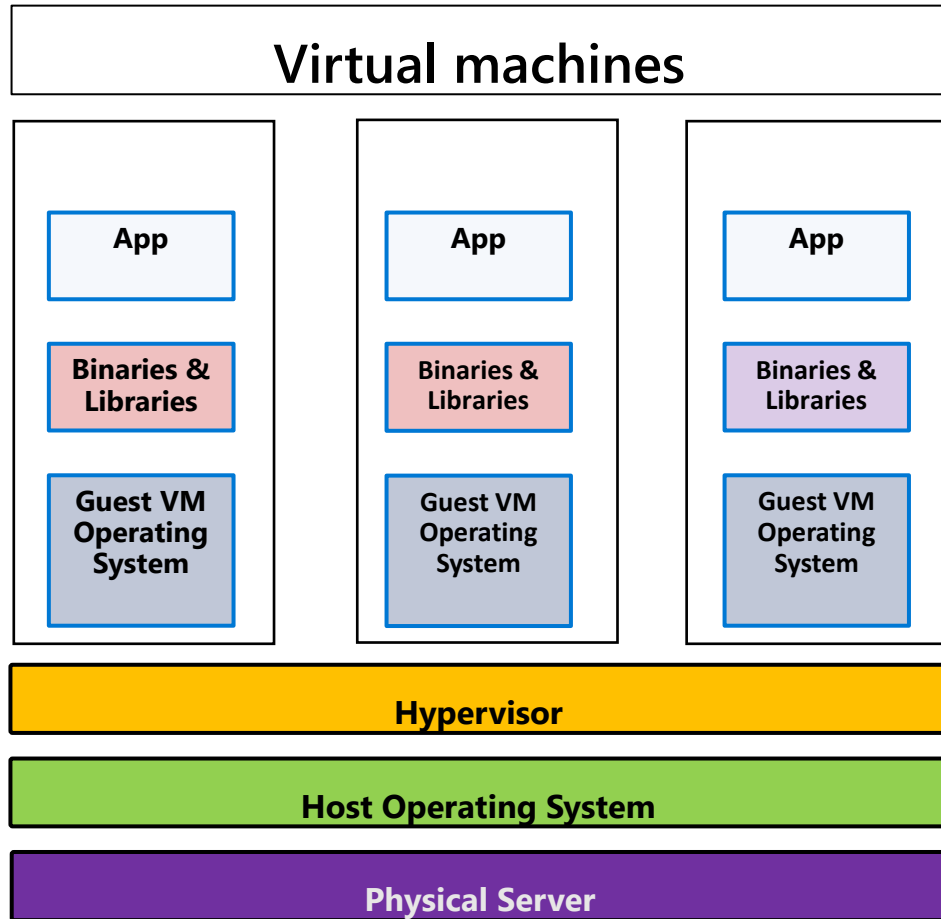 Virtual machines
App
Binaries &
Libraries
Guest VM
Operating
System
App
Binaries &
Libraries
Guest VM
Operating
System
App
Binaries &
Libraries
Guest VM
Operating
System
Hypervisor
Host Operating System
Physical Server